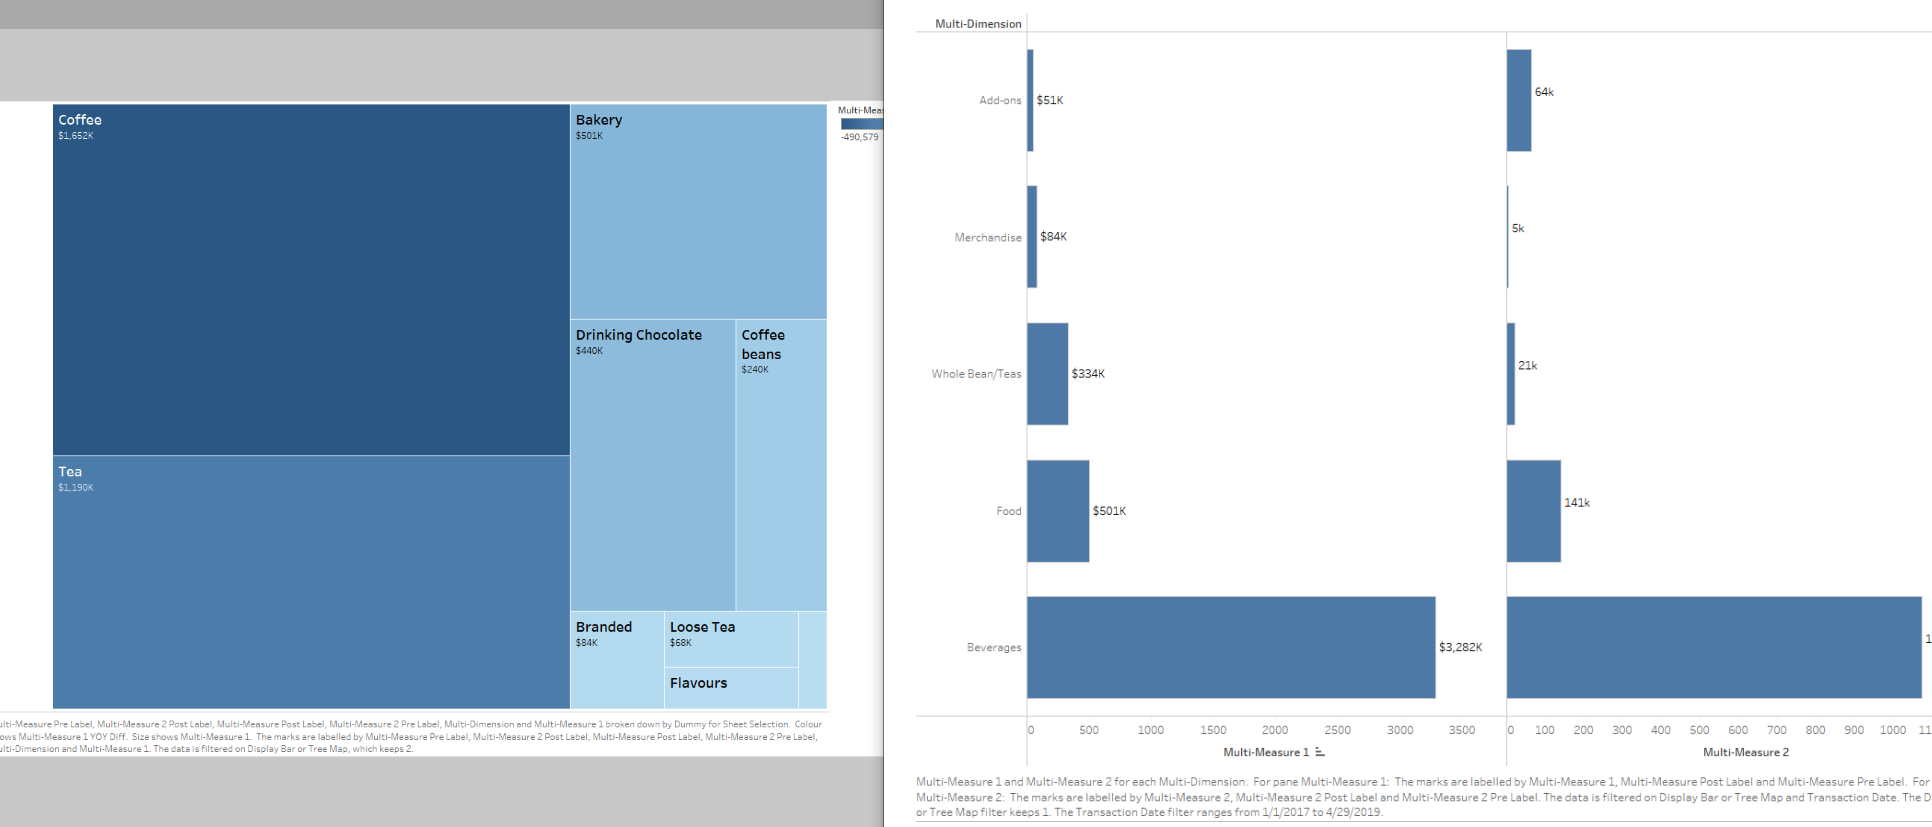 Coffee
$1,652K
Bakery
$501K
Multi-Meas
-490,579
Drinking Chocolate
$440K
Coffee
beans
$240K
Tea
$1,190K
Branded
$84K
Loose Tea
$68K
Flavours
Multi-Measure Pre Label, Multi-Measure 2 Post Label, Multi-Measure Post Label, Multi-Measure 2 Pre Label, Multi-Dimension and Multi-Measure 1 broken down by Dummy for Sheet Selection. Colour
ows Multi-Measure 1 YOY Diff. Size shows Multi-Measure 1. The marks are labelled by Multi-Measure Pre Label, Multi-Measure 2 Post Label, Multi-Measure Post Label, Multi-Measure 2 Pre Label,
ulti-Dimension and Multi-Measure 1. The data is filtered on Display Bar or Tree Map, which keeps 2.
Multi-Dimension
Add-ons $51K 64k
Merchandise $84K 5k
Whole Bean/Teas $334K 21k
Food $501K 141k
Beverages $3,282K 1
0 500 1000 1500 2000 2500 3000 3500 0 100 200 300 400 500 600 700 800 900 1000 11
Multi-Measure 1 Multi-Measure 2
Multi-Measure 1 and Multi-Measure 2 for each Multi-Dimension. For pane Multi-Measure 1: The marks are labelled by Multi-Measure 1, Multi-Measure Post Label and Multi-Measure Pre Label. For
Multi-Measure 2: The marks are labelled by Multi-Measure 2, Multi-Measure 2 Post Label and Multi-Measure 2 Pre Label. The data is filtered on Display Bar or Tree Map and Transaction Date. The D
or Tree Map filter keeps 1. The Transaction Date filter ranges from 1/1/2017 to 4/29/2019.